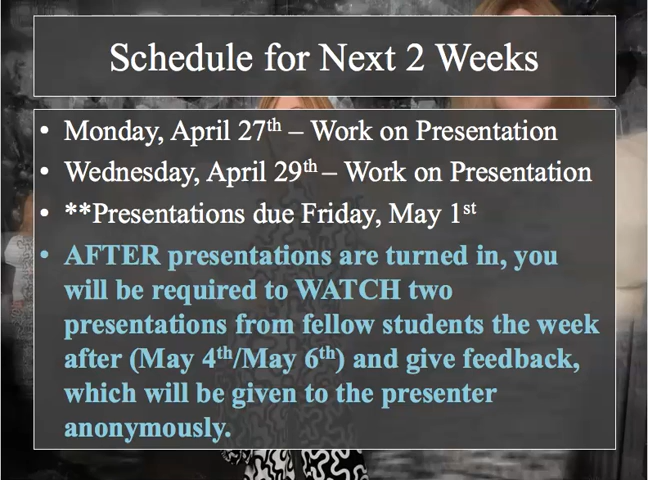 Schedule for Next 2 Weeks
• Monday, April 27th – Work on Presentation
• Wednesday, April 29th – Work on Presentation
• **Presentations due Friday, May 1st
• AFTER presentations are turned in, you
will be required to WATCH two
presentations from fellow students the week
after (May 4th/May 6th) and give feedback,
which will be given to the presenter
anonymously.